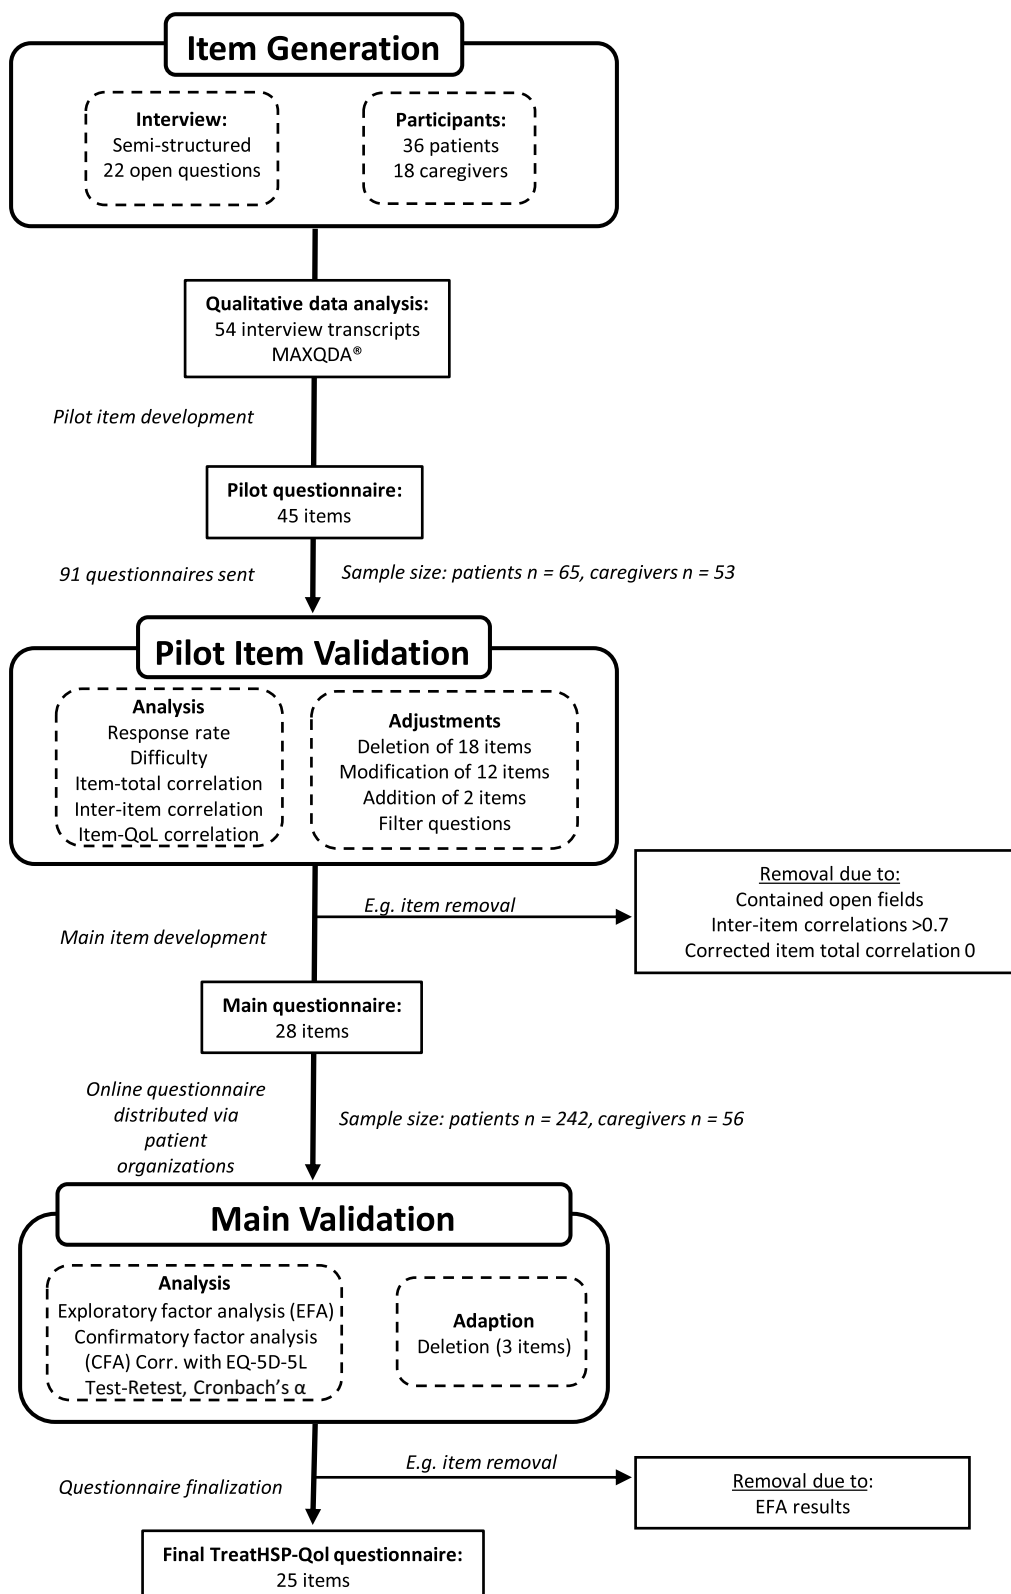 Item Generation
Interview:
Semi-structured
22 open questions
Participants:
36 patients
18 caregivers
Qualitative data analysis:
54 interview transcripts
MAXQDA®
Pilot item development
Pilot questionnaire:
45 items
91 questionnaires sent
Sample size: patients n = 65, caregivers n = 53
Pilot Item Validation
Analysis
Response rate
Difficulty
Item-total correlation
Inter-item correlation
Item-QoL correlation
Adjustments
Deletion of 18 items
Modification of 12 items
Addition of 2 items
Filter questions
E.g. item removal
Removal due to:
Contained open fields
Inter-item correlations >0.7
Corrected item total correlation 0
Main item development
Main questionnaire:
28 items
Online questionnaire
distributed via
patient
organizations
Sample size: patients n = 242, caregivers n = 56
Main Validation
Analysis
Exploratory factor analysis (EFA)
Confirmatory factor analysis
(CFA) Corr. with EQ-5D-5L
Test-Retest, Cronbach's α
Adaption
Deletion (3 items)
E.g. item removal
Questionnaire finalization
Removal due to:
EFA results
Final TreatHSP-Qol questionnaire:
25 items